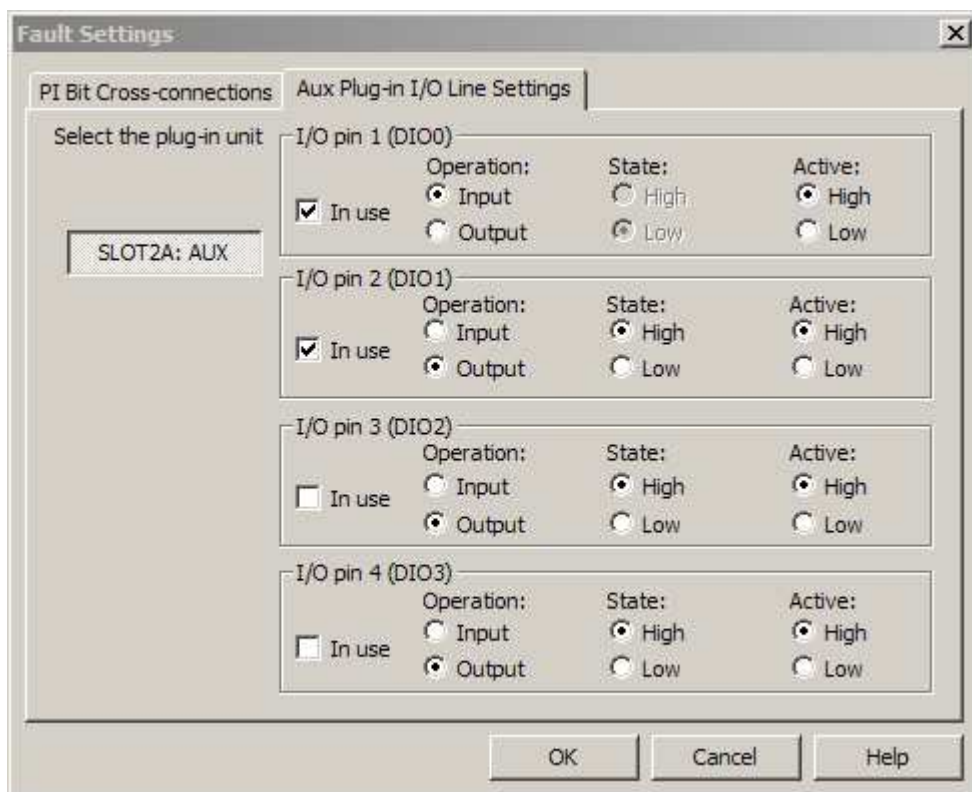 Fault Settings
PI Bit Cross-connections
Aux Plug-in I/O Line Settings
Select the plug-in unit
SLOT2A: AUX
I/O pin 1 (DIO0)
Operation: State: Active:
In use
Input High High
Output Low Low
I/O pin 2 (DIO1)
Operation: State: Active:
In use
Input High High
Output Low Low
I/O pin 3 (DIO2)
Operation: State: Active:
In use
Input High High
Output Low Low
I/O pin 4 (DIO3)
Operation: State: Active:
In use
Input High High
Output Low Low
OK Cancel Help